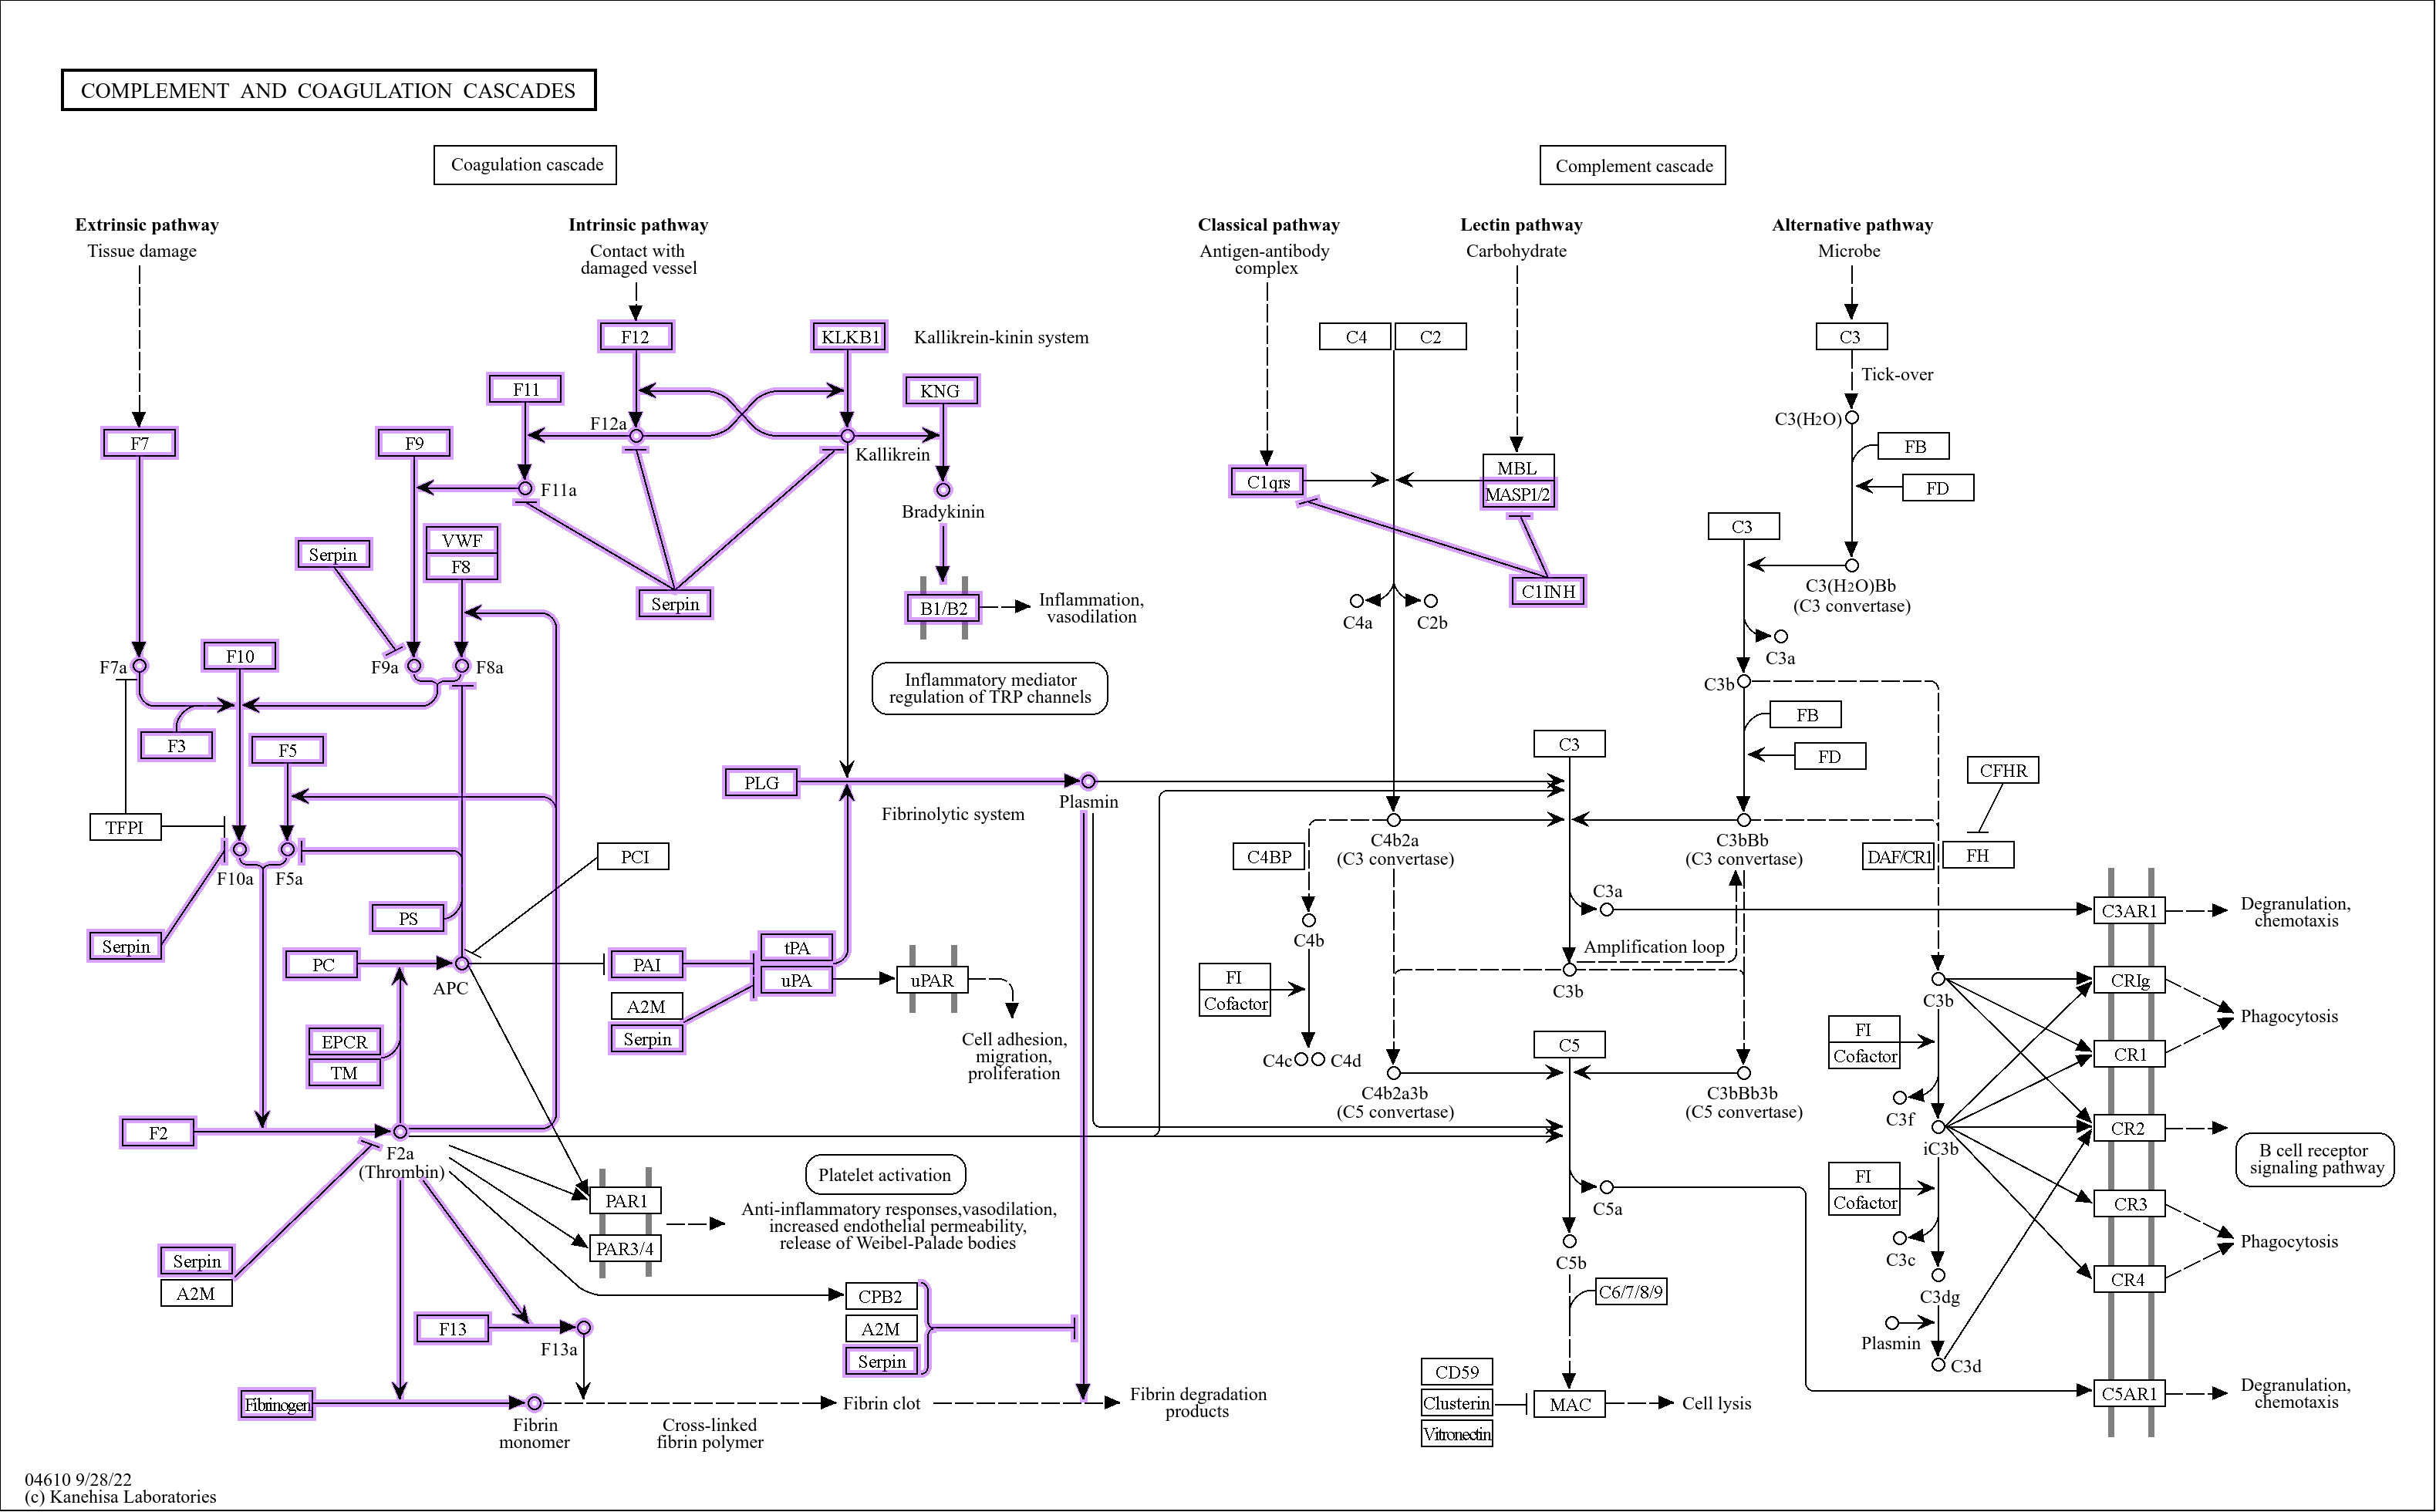 COMPLEMENT AND COAGULATION CASCADES
Coagulation cascade
Complement cascade
Extrinsic pathway
Tissue damage
Intrinsic pathway
Contact with
damaged vessel
Classical pathway
Antigen-antibody
complex
Lectin pathway
Carbohydrate
Alternative pathway
Microbe
F12
KLKB1
Kallikrein-kinin system
F11
KNG
F12a
F7
F9
Kallikrein
F11a
Bradykinin
VWF
F8
Serpin
Serpin
B1/B2
Inflammation,
vasodilation
F7a
F10
F9a
F8a
Inflammatory mediator
regulation of TRP channels
F3
F5
PLG
Plasmin
Fibrinolytic system
TFPI
F10a
F5a
PCI
PS
Serpin
PC
APC
PAI
tPA
uPA
uPAR
A2M
Serpin
Cell adhesion,
migration,
proliferation
EPCR
TM
F2
F2a
(Thrombin)
PAR1
PAR3/4
Platelet activation
Anti-inflammatory responses,vasodilation,
increased endothelial permeability,
release of Weibel-Palade bodies
Serpin
A2M
CPB2
A2M
Serpin
F13
F13a
Fibrinogen
Fibrin
monomer
Cross-linked
fibrin polymer
Fibrin clot
Fibrin degradation
products
C4
C2
C3
Tick-over
C3(H2O)
FB
FD
C1qrs
MBL
MASP1/2
C1INH
C3
C3(H2O)Bb
(C3 convertase)
C4a
C2b
C3a
C3b
FB
FD
C3
CFHR
C4b2a
(C3 convertase)
C3bBb
(C3 convertase)
C4BP
DAF/CR1
FH
C3a
C3AR1
Degranulation,
chemotaxis
C4b
Amplification loop
C3b
FI
Cofactor
C3b
CRIg
Phagocytosis
CR1
FI
Cofactor
C4c
C4d
C5
C4b2a3b
(C5 convertase)
C3bBb3b
(C5 convertase)
C3f
iC3b
CR2
B cell receptor
signaling pathway
FI
Cofactor
C5a
CR3
C3c
Phagocytosis
CR4
C5b
C6/7/8/9
C3dg
Plasmin
C3d
CD59
Clusterin
Vitronectin
MAC
Cell lysis
C5AR1
Degranulation,
chemotaxis
04610 9/28/22
(c) Kanehisa Laboratories